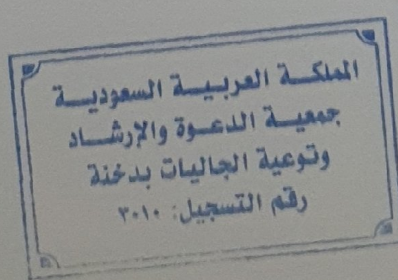 المملكة العربية السعودية
جمعية الدعوة والإرشاد
وتوعية الجاليات بدخنة
رقم التسجيل: ٢٠١٠